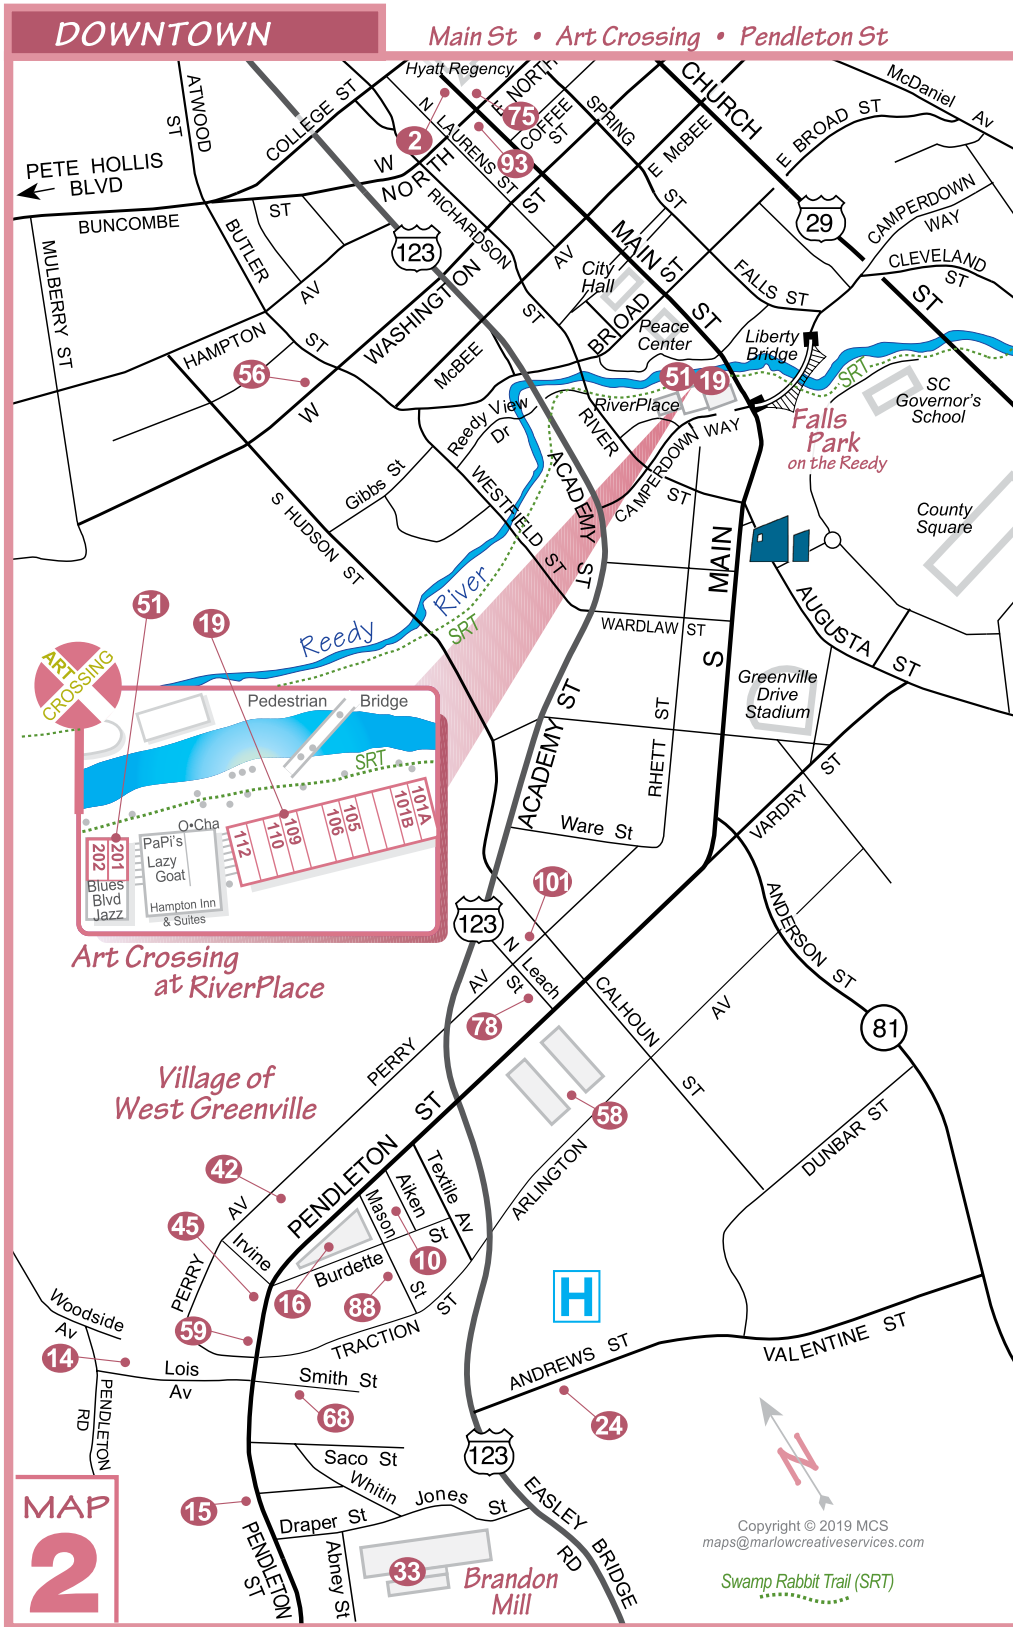 DOWNTOWN
Main St • Art Crossing • Pendleton St
Hyatt Regency
McDaniel Av
ATWOOD ST
COLLEGE ST
N LAURENS ST
E NORTH ST
COFFEE ST
SPRING ST
CHURCH ST
E BROAD ST
E McBEE AV
75
2
93
PETE HOLLIS BLVD
W NORTH ST
BUNCOMBE ST
RICHARDSON ST
29
CAMPERDOWN WAY
CLEVELAND ST
123
MULBERRY ST
BUTLER ST
HAMPTON AV
W WASHINGTON ST
McBEE AV
City Hall
MAIN ST
BROAD ST
FALLS ST
Peace Center
Liberty Bridge
56
51
19
SRT
SC Governor's School
RiverPlace
Falls Park
on the Reedy
Reedy View Dr
RIVER ST
CAMPERDOWN WAY
Gibbs St
WESTFIELD ST
ACADEMY ST
S HUDSON ST
County Square
S MAIN ST
AUGUSTA ST
Reedy River
SRT
WARDLAW ST
Greenville Drive Stadium
RHETT ST
ACADEMY ST
VARDRY ST
Ware St
51
19
ART CROSSING
Pedestrian Bridge
SRT
O•Cha
PaPi's
Lazy Goat
Hampton Inn & Suites
Blues Blvd Jazz
202
201
112
110
109
106
105
101B
101A
Art Crossing
at RiverPlace
101
123
N Leach St
78
PERRY AV
CALHOUN ST
ANDERSON ST
81
Village of
West Greenville
58
ARLINGTON AV
DUNBAR ST
PENDLETON ST
42
45
PERRY AV
Irvine
Mason St
Aiken
Textile Av
Burdette St
10
16
88
59
TRACTION ST
H
Woodside Av
14
Lois Av
Smith St
68
PENDLETON RD
ANDREWS ST
VALENTINE ST
24
123
Saco St
Whitin
Jones St
15
Draper St
PENDLETON ST
Abney St
33
Brandon Mill
EASLEY BRIDGE RD
N
Copyright © 2019 MCS
maps@marlowcreativeservices.com
Swamp Rabbit Trail (SRT)
MAP
2